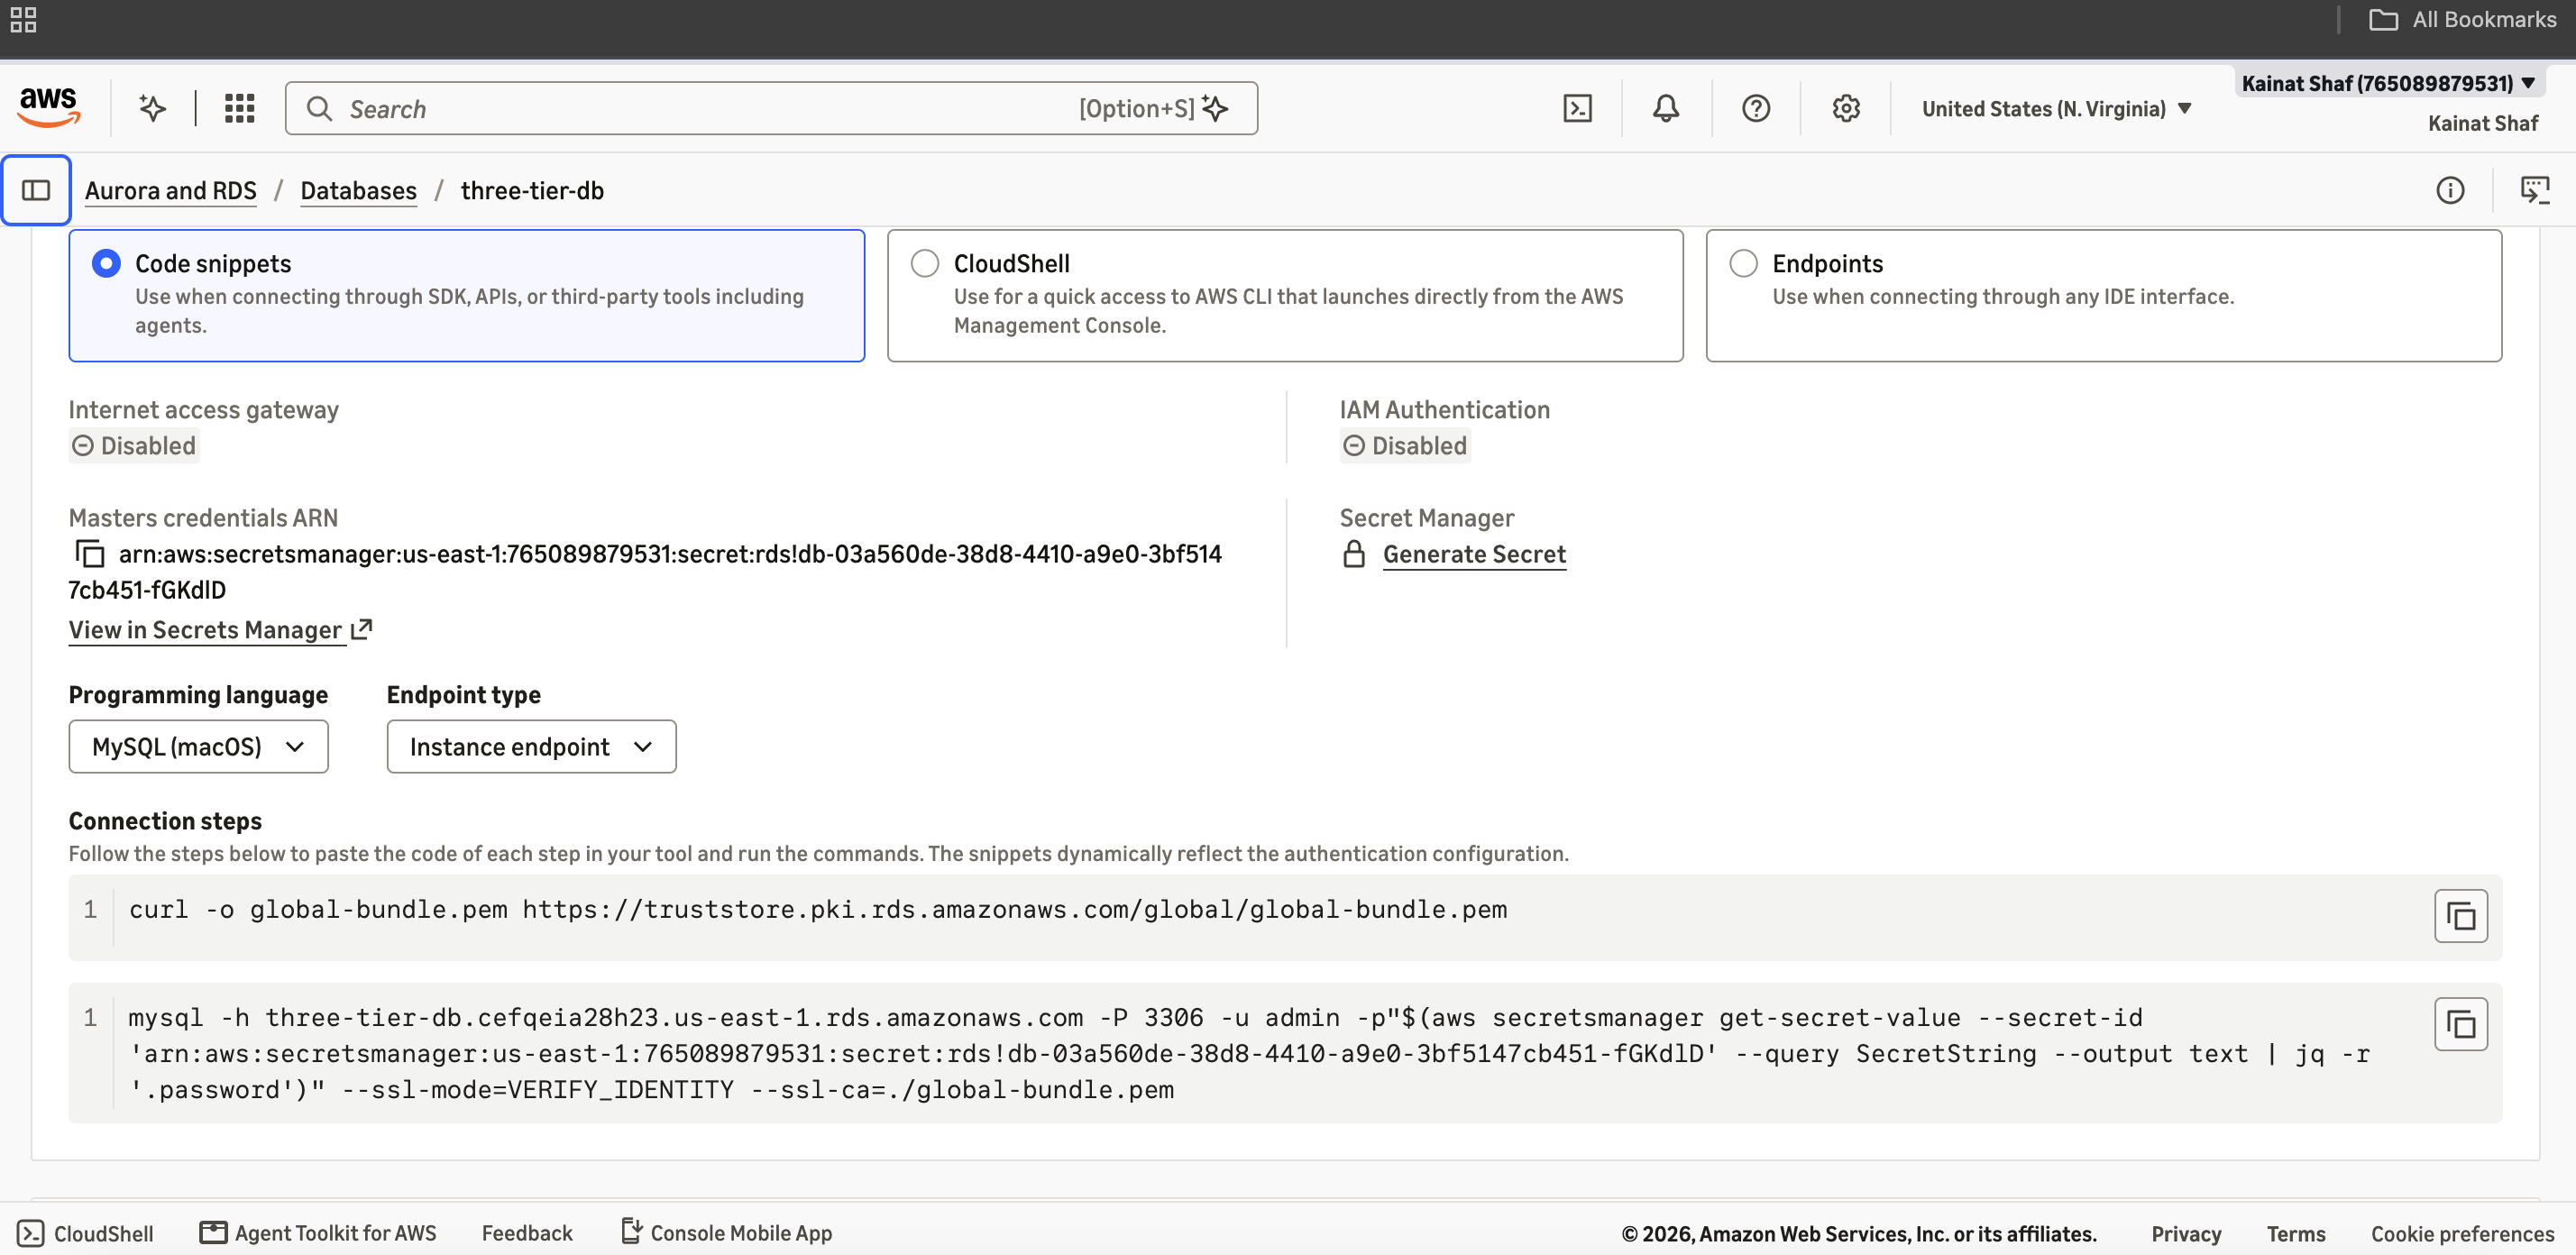 All Bookmarks
aws
Search
[Option+S]
United States (N. Virginia)
Kainat Shaf (765089879531)
Kainat Shaf
Aurora and RDS / Databases / three-tier-db
Code snippets
Use when connecting through SDK, APIs, or third-party tools including
agents.
CloudShell
Use for a quick access to AWS CLI that launches directly from the AWS
Management Console.
Endpoints
Use when connecting through any IDE interface.
Internet access gateway
Disabled
IAM Authentication
Disabled
Masters credentials ARN
arn:aws:secretsmanager:us-east-1:765089879531:secret:rds!db-03a560de-38d8-4410-a9e0-3bf514
7cb451-fGKdlD
View in Secrets Manager
Secret Manager
Generate Secret
Programming language
Endpoint type
MySQL (macOS)
Instance endpoint
Connection steps
Follow the steps below to paste the code of each step in your tool and run the commands. The snippets dynamically reflect the authentication configuration.
1 curl -o global-bundle.pem https://truststore.pki.rds.amazonaws.com/global/global-bundle.pem
1 mysql -h three-tier-db.cefqeia28h23.us-east-1.rds.amazonaws.com -P 3306 -u admin -p"$(aws secretsmanager get-secret-value --secret-id
'arn:aws:secretsmanager:us-east-1:765089879531:secret:rds!db-03a560de-38d8-4410-a9e0-3bf5147cb451-fGKdlD' --query SecretString --output text | jq -r
'.password')" --ssl-mode=VERIFY_IDENTITY --ssl-ca=./global-bundle.pem
CloudShell
Agent Toolkit for AWS
Feedback
Console Mobile App
© 2026, Amazon Web Services, Inc. or its affiliates.
Privacy
Terms
Cookie preferences